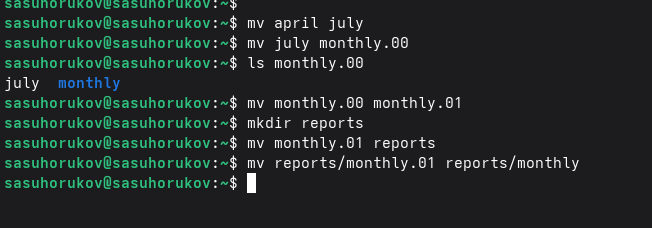 sasuhorukov@sasuhorukov:~$
sasuhorukov@sasuhorukov:~$ mv april july
sasuhorukov@sasuhorukov:~$ mv july monthly.00
sasuhorukov@sasuhorukov:~$ ls monthly.00
july  monthly
sasuhorukov@sasuhorukov:~$ mv monthly.00 monthly.01
sasuhorukov@sasuhorukov:~$ mkdir reports
sasuhorukov@sasuhorukov:~$ mv monthly.01 reports
sasuhorukov@sasuhorukov:~$ mv reports/monthly.01 reports/monthly
sasuhorukov@sasuhorukov:~$